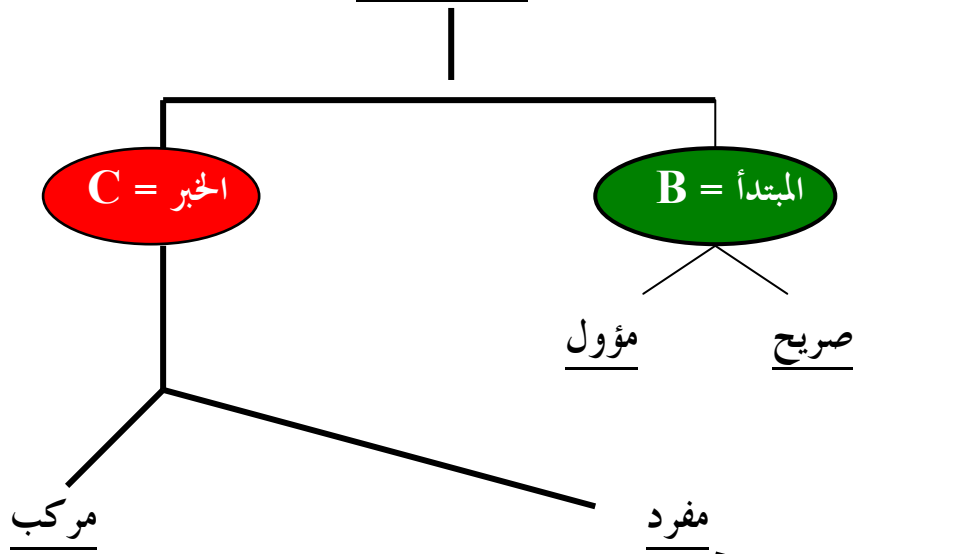 المبتدأ = B
الخبر = C
صريح
مؤول
مفرد
مركب